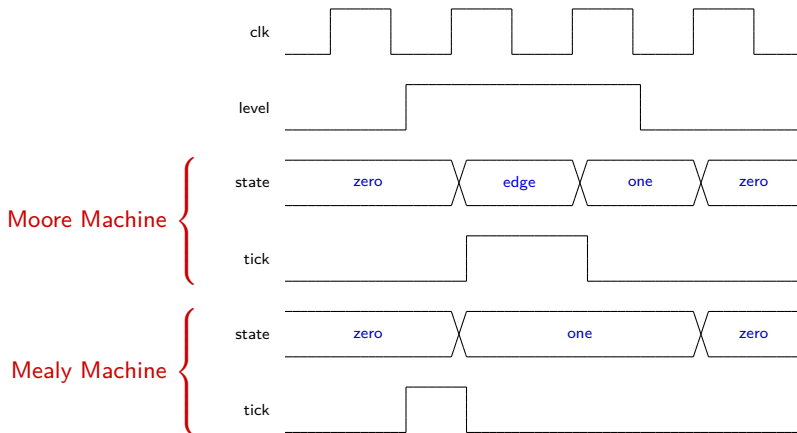 clk
level
Moore Machine
state
zero
edge
one
zero
tick
Mealy Machine
state
zero
one
zero
tick